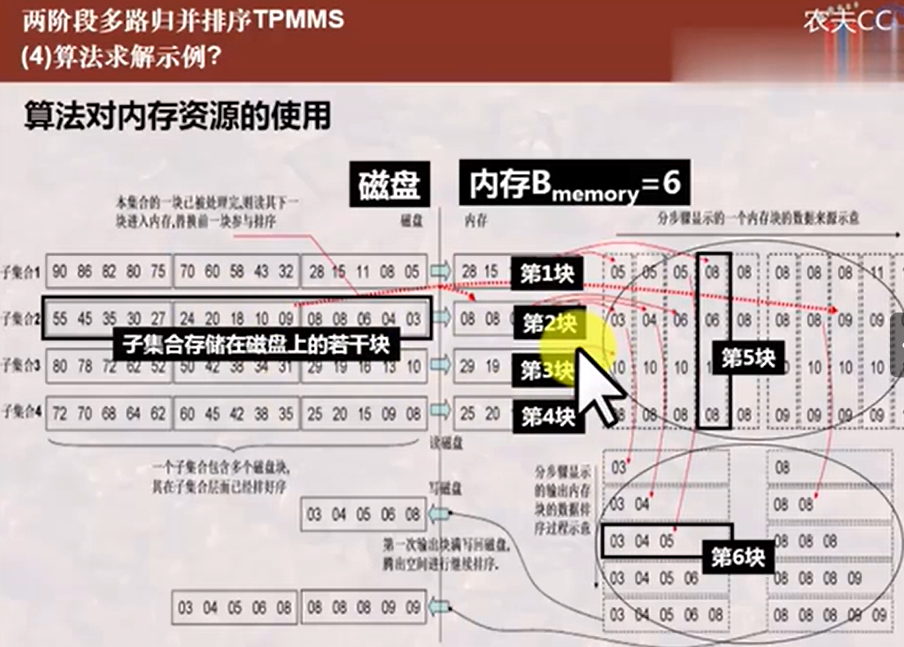 两阶段多路归并排序TPMMS
农夫CC
(4)算法求解示例?
算法对内存资源的使用
磁盘
内存Bmemory=6
本集合的一块已被处理完,则读其下一
块进入内存,替换前一块参与排序
磁盘
内存
分步骤显示的一个内存块的数据来源示意
子集合1 90 86 82 80 75 70 60 58 43 32 28 15 11 08 05 28 15 第1块 05 05 05 08 08 08 08 08 11
子集合2 55 45 35 30 27 24 20 18 10 09 08 08 06 04 03 08 08 第2块 03 04 06 06 08 08 08 09 09
子集合存储在磁盘上的若干块
第5块
子集合3 80 78 72 62 52 50 42 38 34 31 29 19 16 13 10 29 19 第3块 10 10 10 10 10 10 10
子集合4 72 70 68 64 62 60 45 42 38 35 25 20 15 09 08 25 20 第4块 08 08 08 08 09 09 09 09
读磁盘
一个子集合包含多个磁盘块,
其在子集合层面已经排好序
写磁盘
分步骤显示
的输出内存
块的数据排
序过程示意
03
08
03 04
08 08
03 04 05
第6块
08 08 08
03 04 05 06
08 08 08 09
03 04 05 06 08
08 08 08 09 09
03 04 05 06 08
第一次输出块满写回磁盘,
腾出空间进行继续排序.
03 04 05 06 08 08 08 08 09 09